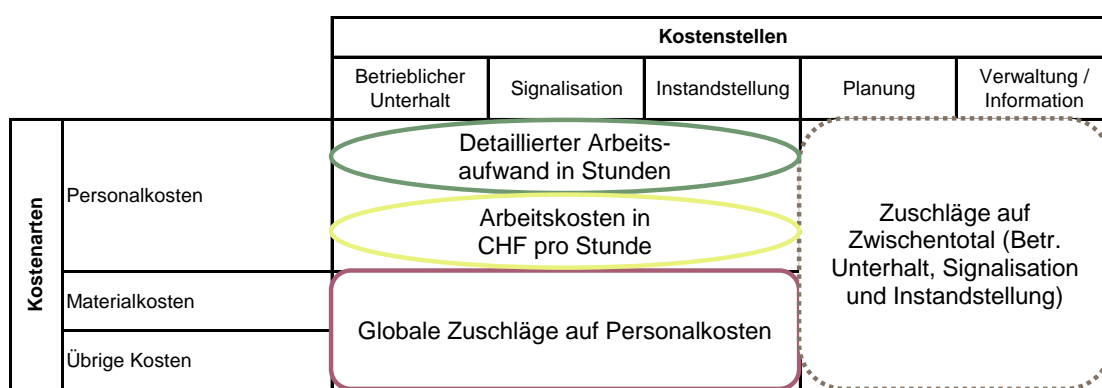 Kostenstellen
Betrieblicher
Unterhalt
Signalisation
Instandstellung
Planung
Verwaltung /
Information
Kostenarten
Personalkosten
Detaillierter Arbeits-
aufwand in Stunden
Arbeitskosten in
CHF pro Stunde
Zuschläge auf
Zwischentotal (Betr.
Unterhalt, Signalisation
und Instandstellung)
Materialkosten
Globale Zuschläge auf Personalkosten
Übrige Kosten